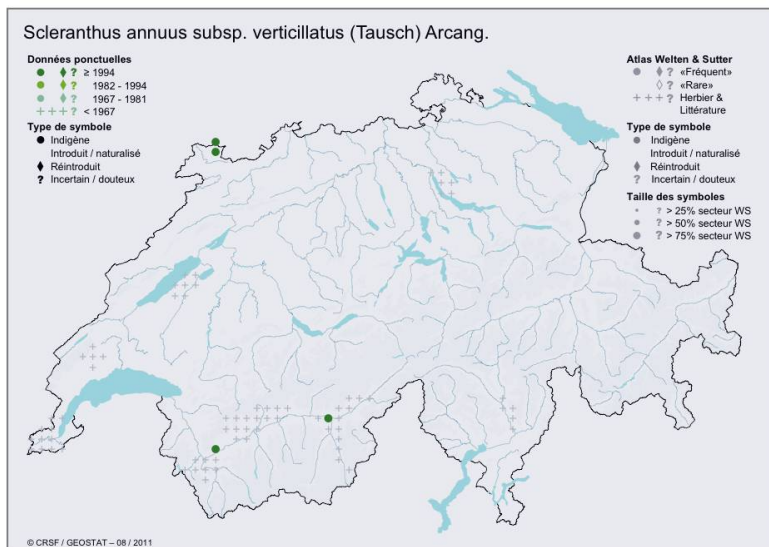 Scleranthus annuus subsp. verticillatus (Tausch) Arcang.
Données ponctuelles
? ≥ 1994
? 1982 - 1994
? 1967 - 1981
+++? < 1967
Type de symbole
Indigène
Introduit / naturalisé
Réintroduit
? Incertain / douteux
Atlas Welten & Sutter
? «Fréquent»
? «Rare»
+++? Herbier &
Littérature
Type de symbole
Indigène
Introduit / naturalisé
Réintroduit
? Incertain / douteux
Taille des symboles
? > 25% secteur WS
? > 50% secteur WS
? > 75% secteur WS
© CRSF / GEOSTAT – 08 / 2011